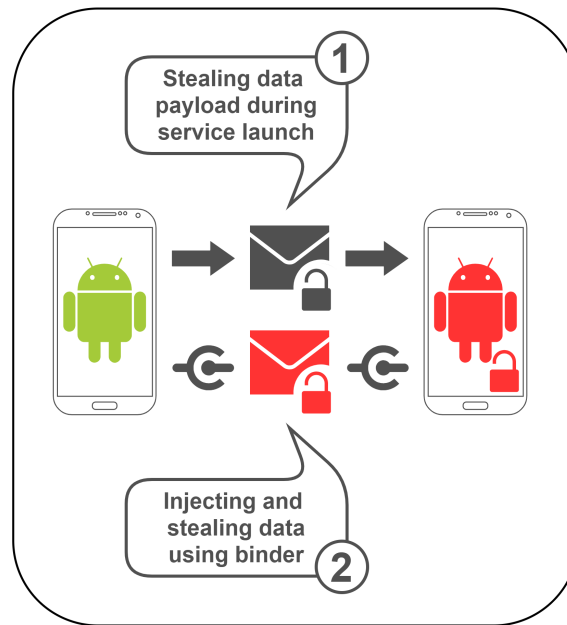 1
Stealing data
payload during
service launch
Injecting and
stealing data
using binder
2